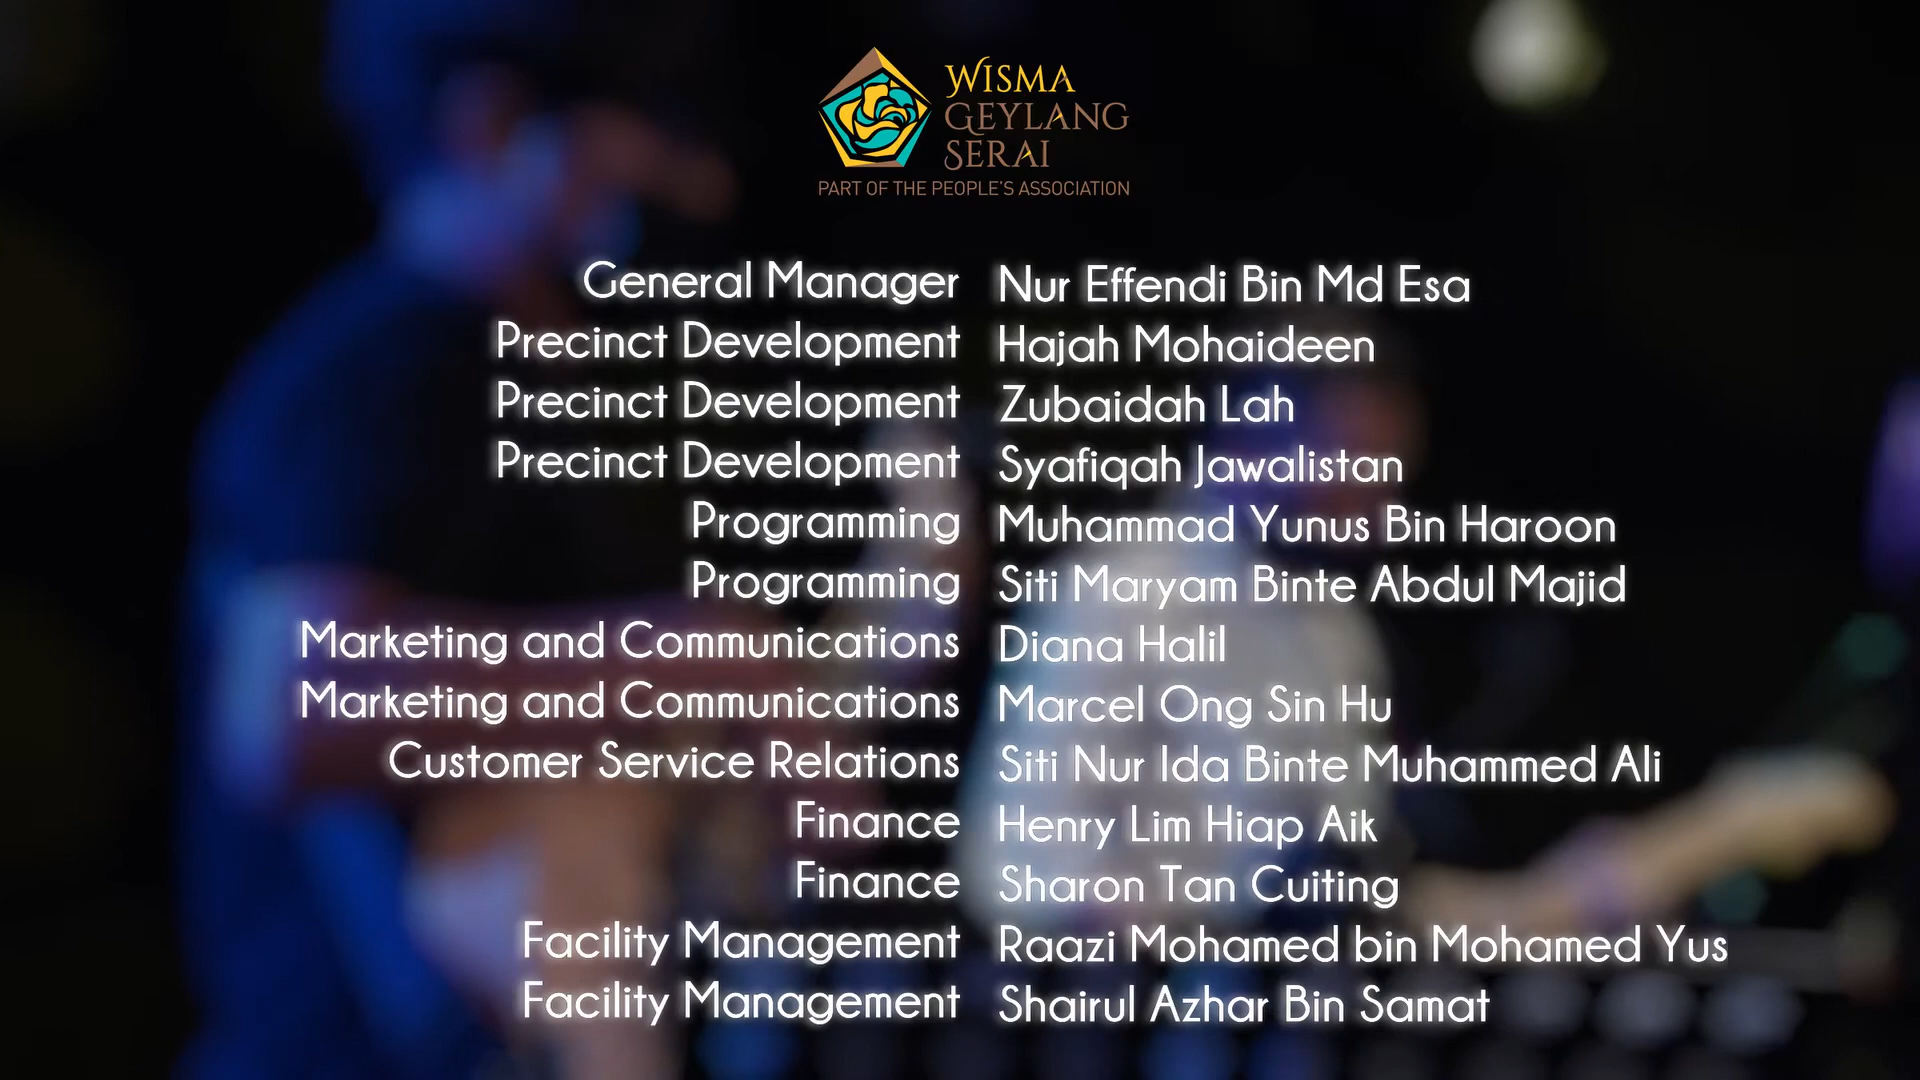 WISMA
GEYLANG
SERAI
PART OF THE PEOPLE'S ASSOCIATION
General Manager Nur Effendi Bin Md Esa
Precinct Development Hajah Mohaideen
Precinct Development Zubaidah Lah
Precinct Development Syafiqah Jawalistan
Programming Muhammad Yunus Bin Haroon
Programming Siti Maryam Binte Abdul Majid
Marketing and Communications Diana Halil
Marketing and Communications Marcel Ong Sin Hu
Customer Service Relations Siti Nur Ida Binte Muhammed Ali
Finance Henry Lim Hiap Aik
Finance Sharon Tan Cuiting
Facility Management Raazi Mohamed bin Mohamed Yus
Facility Management Shairul Azhar Bin Samat